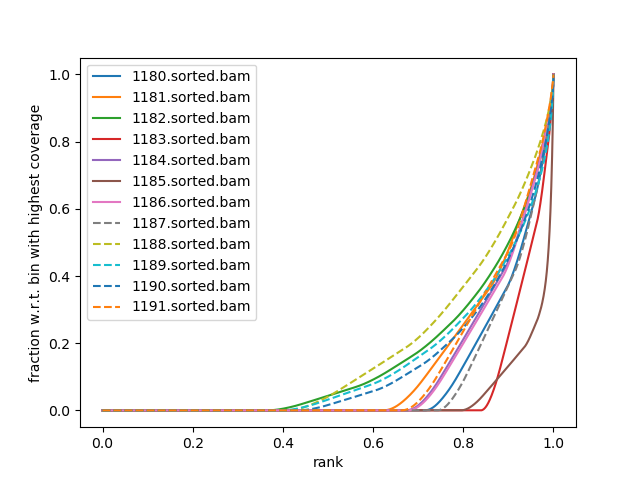 1180.sorted.bam
1181.sorted.bam
1182.sorted.bam
1183.sorted.bam
1184.sorted.bam
1185.sorted.bam
1186.sorted.bam
1187.sorted.bam
1188.sorted.bam
1189.sorted.bam
1190.sorted.bam
1191.sorted.bam
fraction w.r.t. bin with highest coverage
1.0
0.8
0.6
0.4
0.2
0.0
0.0 0.2 0.4 0.6 0.8 1.0
rank